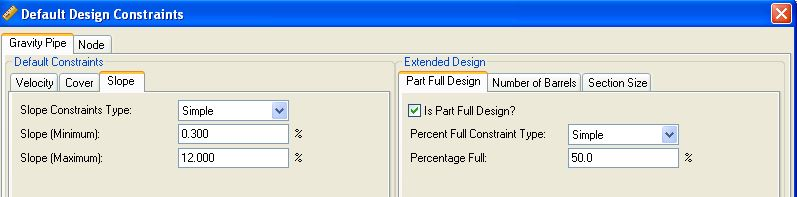 Default Design Constraints
Gravity Pipe Node
Default Constraints
Velocity Cover Slope
Slope Constraints Type: Simple
Slope (Minimum): 0.300 %
Slope (Maximum): 12.000 %
Extended Design
Part Full Design Number of Barrels Section Size
Is Part Full Design?
Percent Full Constraint Type: Simple
Percentage Full: 50.0 %